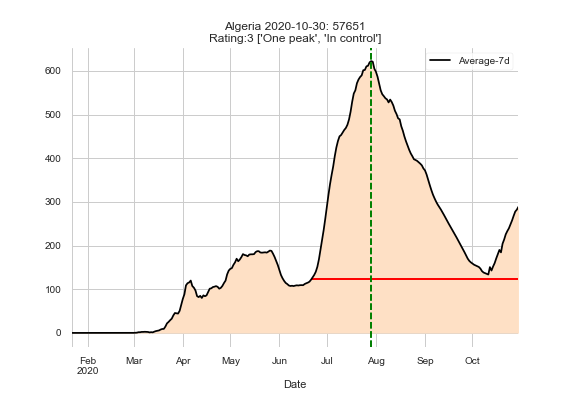 Algeria 2020-10-30: 57651
Rating:3 ['One peak', 'In control']
Average-7d
600
500
400
300
200
100
0
Feb Mar Apr May Jun Jul Aug Sep Oct
2020
Date